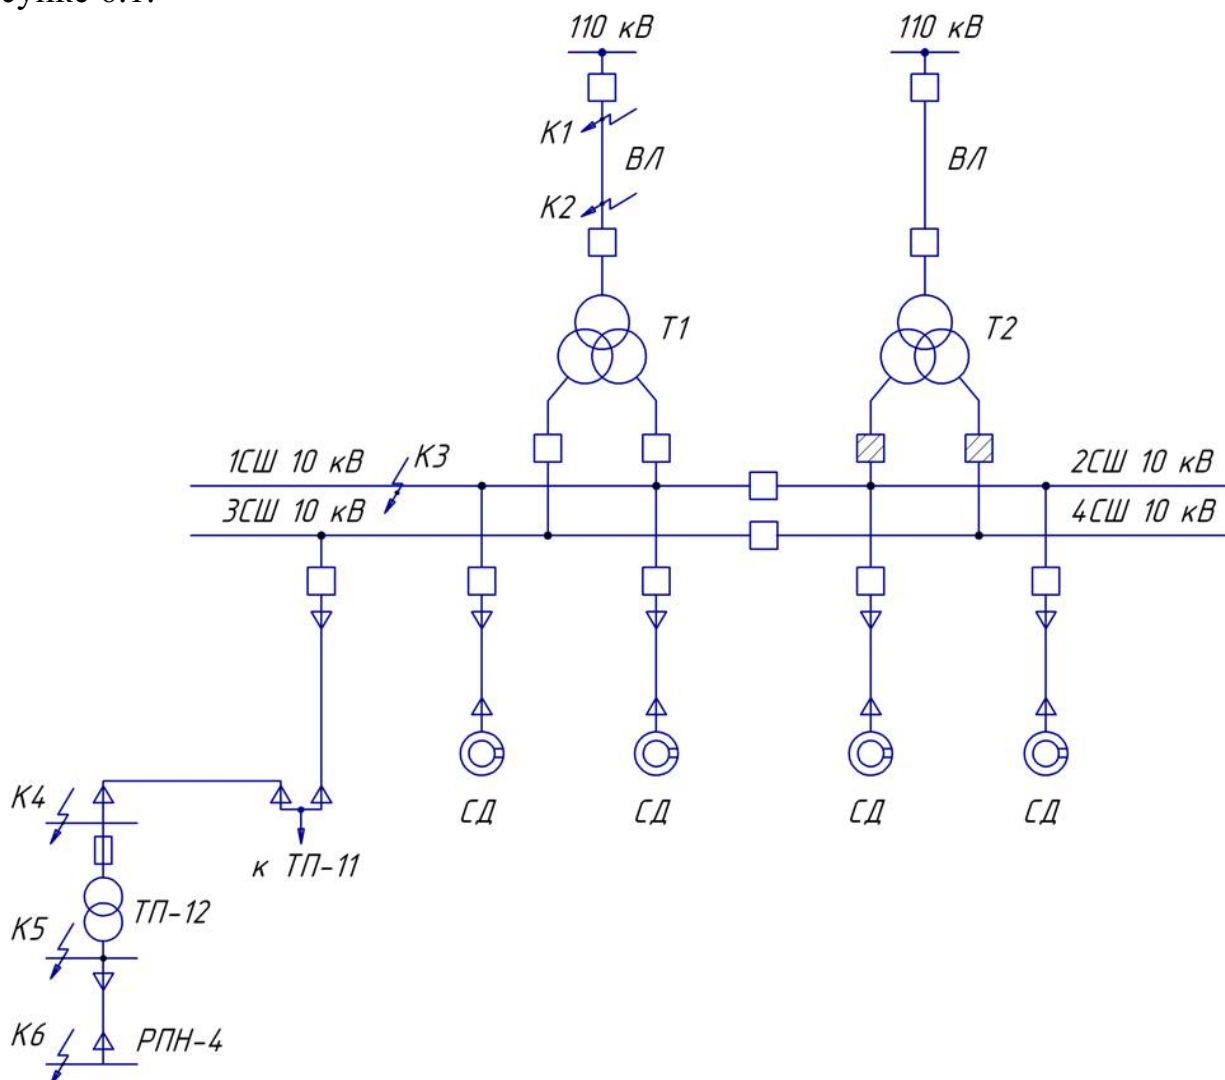 110 кВ 110 кВ
К1
ВЛ ВЛ
К2
Т1 Т2
1СШ 10 кВ К3 2СШ 10 кВ
3СШ 10 кВ 4СШ 10 кВ
К4 СД СД СД СД
к ТП-11
К5 ТП-12
К6 РПН-4